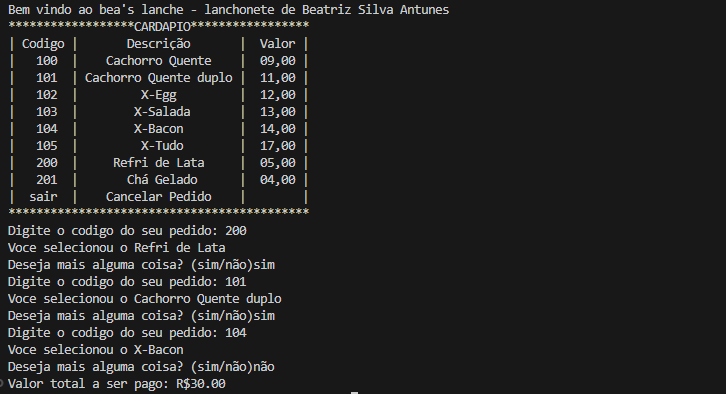 Bem vindo ao bea's lanche - lanchonete de Beatriz Silva Antunes
******************CARDAPIO*****************
| Codigo |       Descrição       |  Valor |
|   100  |    Cachorro Quente    |  09,00 |
|   101  | Cachorro Quente duplo |  11,00 |
|   102  |         X-Egg         |  12,00 |
|   103  |        X-Salada       |  13,00 |
|   104  |        X-Bacon        |  14,00 |
|   105  |         X-Tudo        |  17,00 |
|   200  |     Refri de Lata     |  05,00 |
|   201  |       Chá Gelado      |  04,00 |
|  sair  |    Cancelar Pedido    |        |
*******************************************
Digite o codigo do seu pedido: 200
Voce selecionou o Refri de Lata
Deseja mais alguma coisa? (sim/não)sim
Digite o codigo do seu pedido: 101
Voce selecionou o Cachorro Quente duplo
Deseja mais alguma coisa? (sim/não)sim
Digite o codigo do seu pedido: 104
Voce selecionou o X-Bacon
Deseja mais alguma coisa? (sim/não)não
Valor total a ser pago: R$30.00